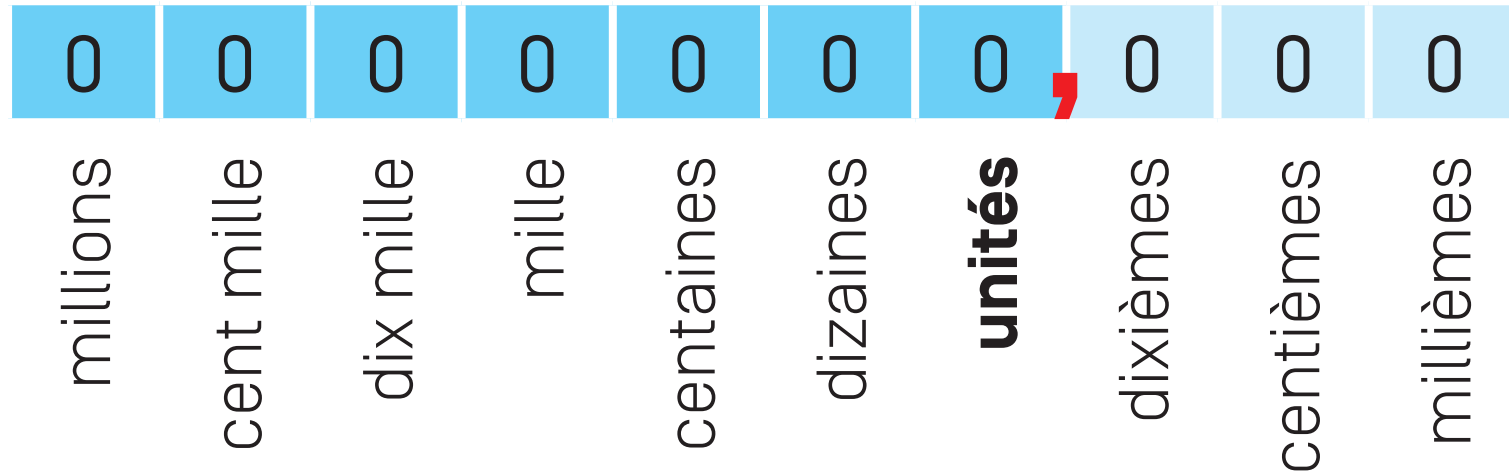 0 0 0 0 0 0 0, 0 0 0
millions
cent mille
dix mille
mille
centaines
dizaines
unités
dixièmes
centièmes
millièmes